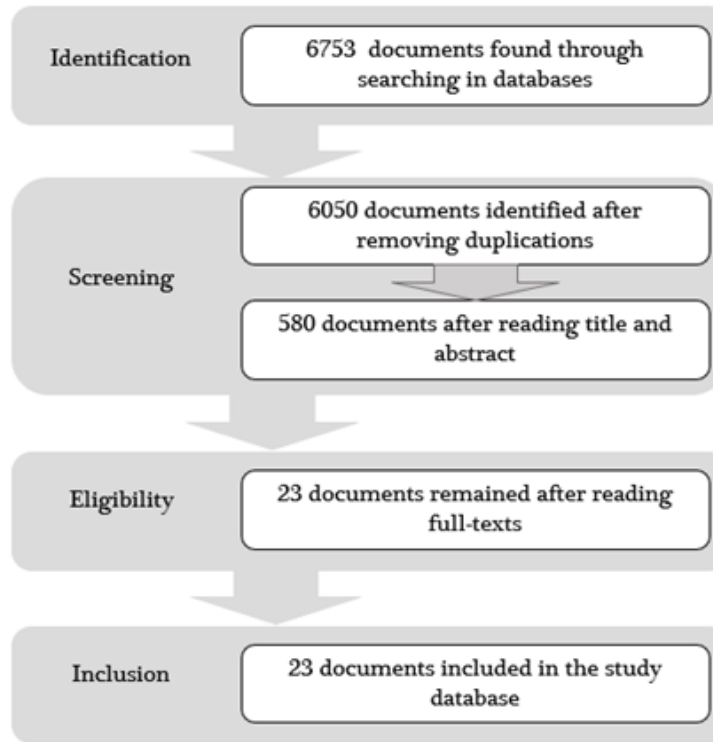 Identification
6753 documents found through
searching in databases
Screening
6050 documents identified after
removing duplications
580 documents after reading title and
abstract
Eligibility
23 documents remained after reading
full-texts
Inclusion
23 documents included in the study
database